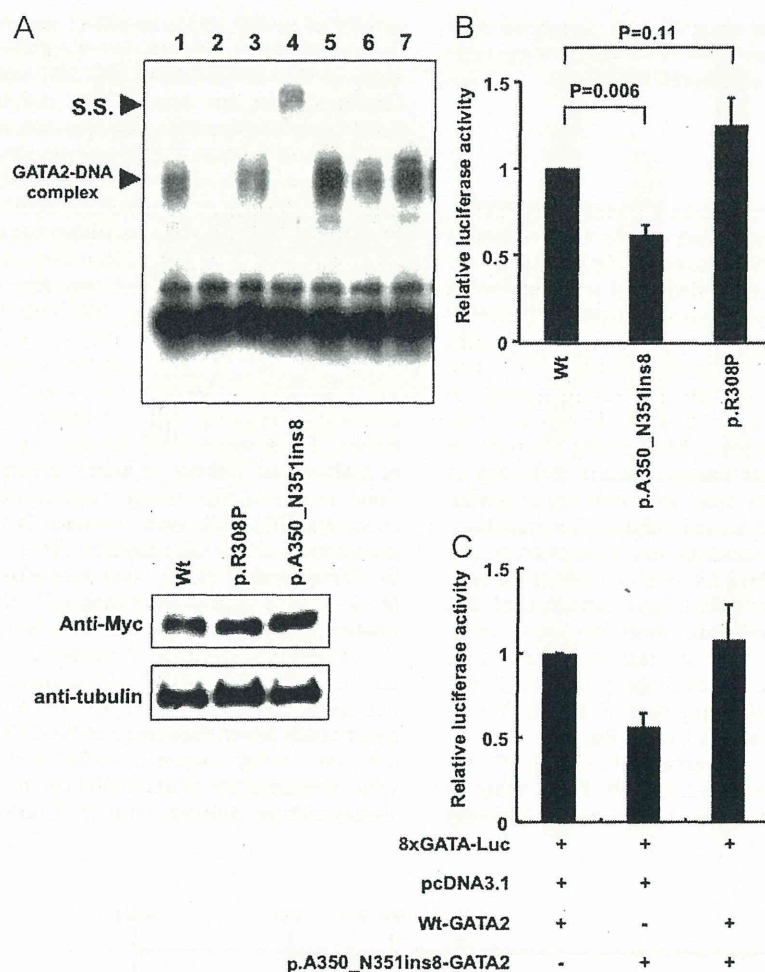 A
1 2 3 4 5 6 7
S.S.
GATA2-DNA
complex
Wt
p.R308P
p.A350_N351ins8
Anti-Myc
anti-tubulin
B
P=0.11
P=0.006
Relative luciferase activity
1.5
1
0.5
0
Wt
p.A350_N351ins8
p.R308P
C
Relative luciferase activity
1.5
1
0.5
0
8xGATA-Luc + + +
pcDNA3.1 + +
Wt-GATA2 + - +
p.A350_N351ins8-GATA2 - + +